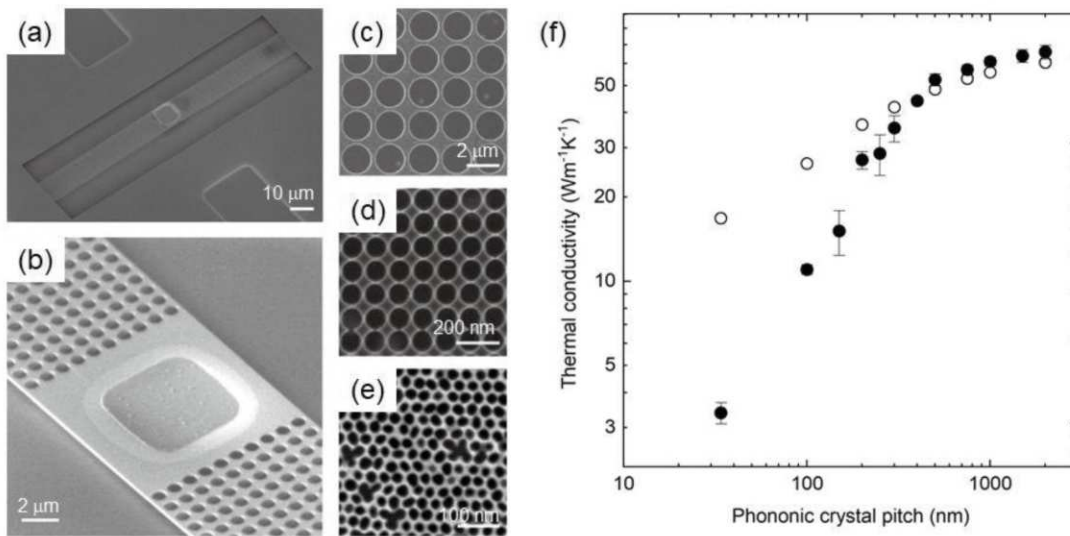 (a)
10 μm
(b)
2 μm
(c)
2 μm
(d)
200 nm
(e)
100 nm
(f)
Thermal conductivity (Wm⁻¹K⁻¹)
50
30
20
10
5
3
10 100 1000
Phononic crystal pitch (nm)